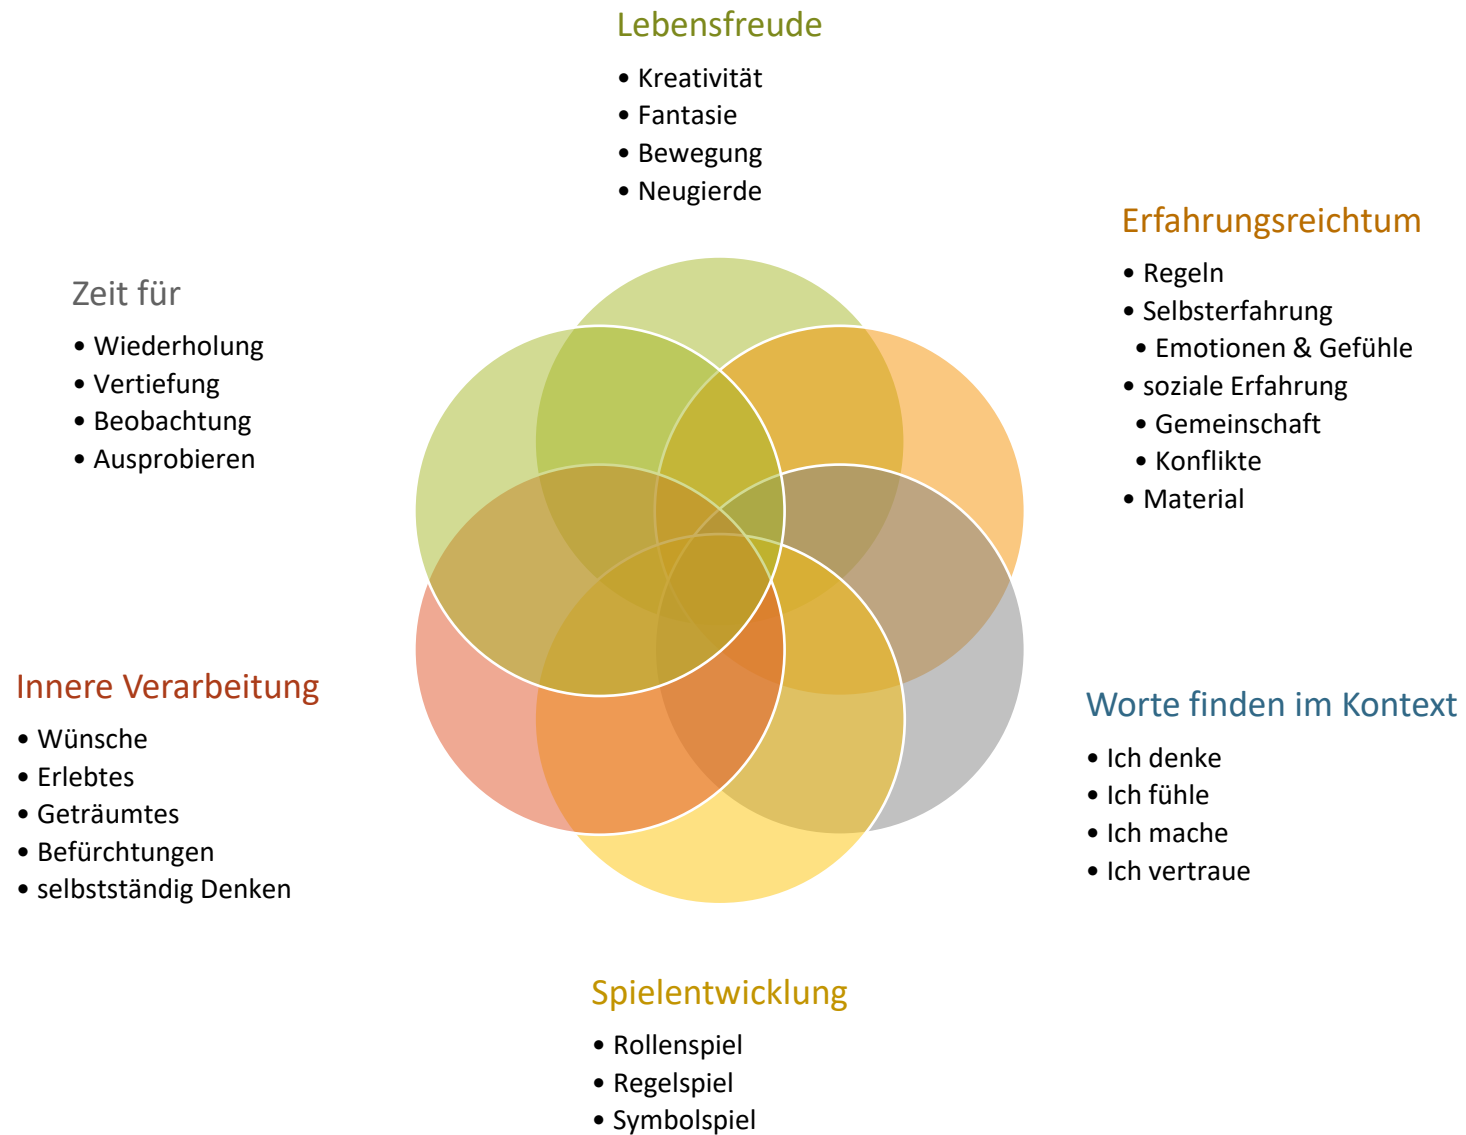 Lebensfreude
• Kreativität
• Fantasie
• Bewegung
• Neugierde
Erfahrungsreichtum
• Regeln
• Selbsterfahrung
• Emotionen & Gefühle
• soziale Erfahrung
• Gemeinschaft
• Konflikte
• Material
Worte finden im Kontext
• Ich denke
• Ich fühle
• Ich mache
• Ich vertraue
Spielentwicklung
• Rollenspiel
• Regelspiel
• Symbolspiel
Innere Verarbeitung
• Wünsche
• Erlebtes
• Geträumtes
• Befürchtungen
• selbstständig Denken
Zeit für
• Wiederholung
• Vertiefung
• Beobachtung
• Ausprobieren